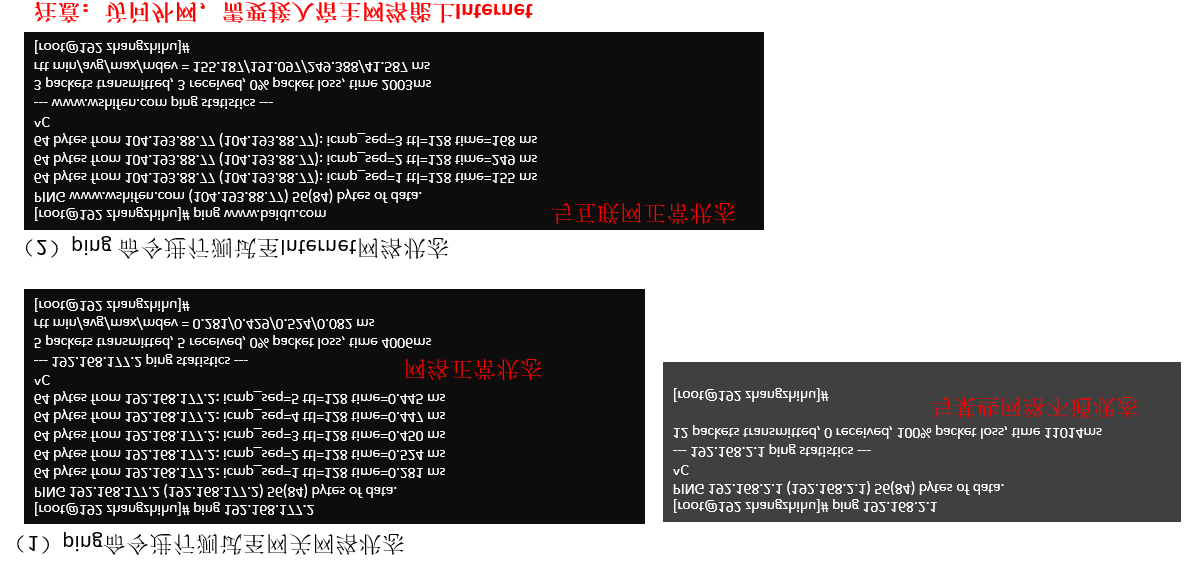 （1）ping命令进行测试至网关网络状态
[root@192 zhangzhihu]# ping 192.168.177.2
PING 192.168.177.2 (192.168.177.2) 56(84) bytes of data.
64 bytes from 192.168.177.2: icmp_seq=1 ttl=128 time=0.281 ms
64 bytes from 192.168.177.2: icmp_seq=2 ttl=128 time=0.524 ms
64 bytes from 192.168.177.2: icmp_seq=3 ttl=128 time=0.450 ms
64 bytes from 192.168.177.2: icmp_seq=4 ttl=128 time=0.447 ms
64 bytes from 192.168.177.2: icmp_seq=5 ttl=128 time=0.445 ms
^C
网络正常状态
--- 192.168.177.2 ping statistics ---
5 packets transmitted, 5 received, 0% packet loss, time 4006ms
rtt min/avg/max/mdev = 0.281/0.429/0.524/0.082 ms
[root@192 zhangzhihu]#
[root@192 zhangzhihu]# ping 192.168.2.1
PING 192.168.2.1 (192.168.2.1) 56(84) bytes of data.
^C
--- 192.168.2.1 ping statistics ---
12 packets transmitted, 0 received, 100% packet loss, time 11014ms
与某些网络不通状态
[root@192 zhangzhihu]#
（2）ping 命令进行测试至Internet网络状态
[root@192 zhangzhihu]# ping www.baidu.com
与互联网正常状态
PING www.wshifen.com (104.193.88.77) 56(84) bytes of data.
64 bytes from 104.193.88.77 (104.193.88.77): icmp_seq=1 ttl=128 time=155 ms
64 bytes from 104.193.88.77 (104.193.88.77): icmp_seq=2 ttl=128 time=249 ms
64 bytes from 104.193.88.77 (104.193.88.77): icmp_seq=3 ttl=128 time=168 ms
^C
--- www.wshifen.com ping statistics ---
3 packets transmitted, 3 received, 0% packet loss, time 2003ms
rtt min/avg/max/mdev = 155.187/191.097/249.388/41.587 ms
[root@192 zhangzhihu]#
注意：访问外网，需要接入宿主网络能上Internet